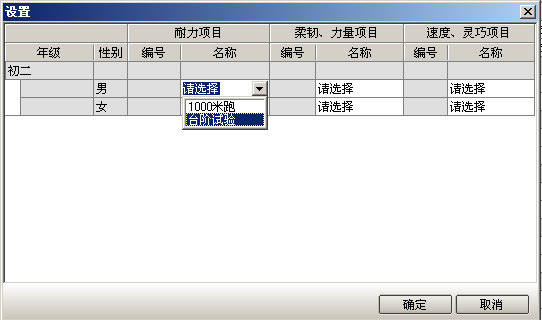 设置
耐力项目 柔韧、力量项目 速度、灵巧项目
年级 性别 编号 名称 编号 名称 编号 名称
初二
男 请选择 请选择 请选择
女 请选择 请选择
1000米跑
台阶试验
确定 取消